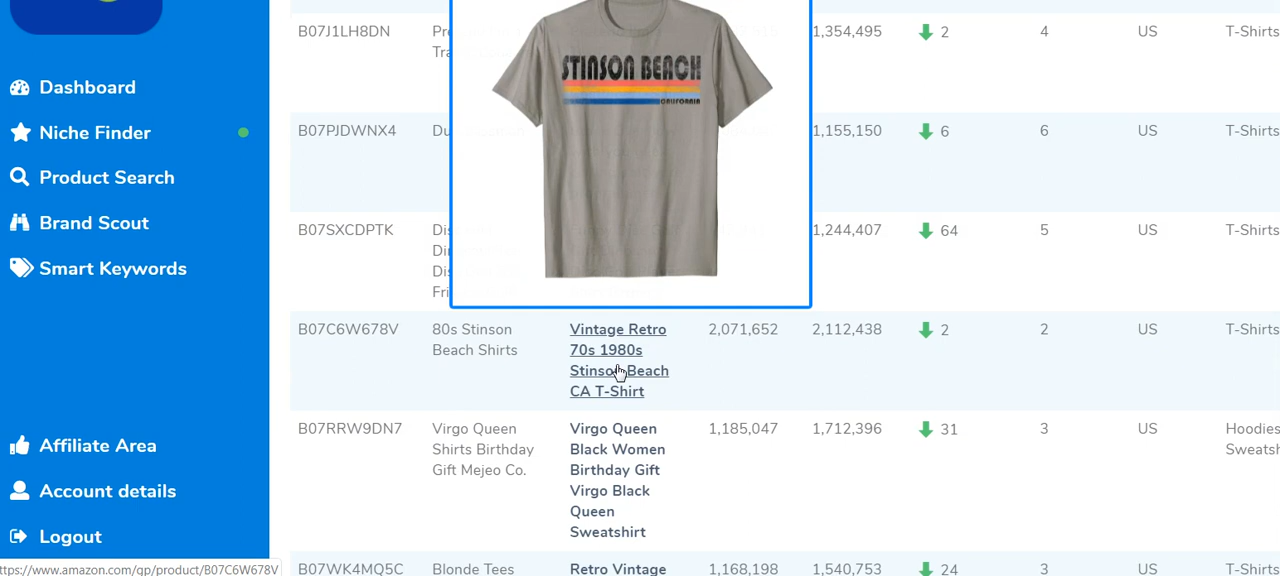 Dashboard
Niche Finder
Product Search
Brand Scout
Smart Keywords
Affiliate Area
Account details
Logout
https://www.amazon.com/gp/product/B07C6W678V
STINSON BEACH
CALIFORNIA
B07J1LH8DN 1,354,495 2 4 US T-Shirts
B07PJDWNX4 1,155,150 6 6 US T-Shirts
B07SXCDPTK 1,244,407 64 5 US T-Shirts
B07C6W678V 80s Stinson Vintage Retro 2,071,652 2,112,438 2 2 US T-Shirts
Beach Shirts 70s 1980s
Stinson Beach
CA T-Shirt
B07RRW9DN7 Virgo Queen Virgo Queen 1,185,047 1,712,396 31 3 US Hoodies
Shirts Birthday Black Women Sweatsh
Gift Mejeo Co. Birthday Gift
Virgo Black
Queen
Sweatshirt
B07WK4MQ5C Blonde Tees Retro Vintage 1,168,198 1,540,753 24 3 US T-Shirts